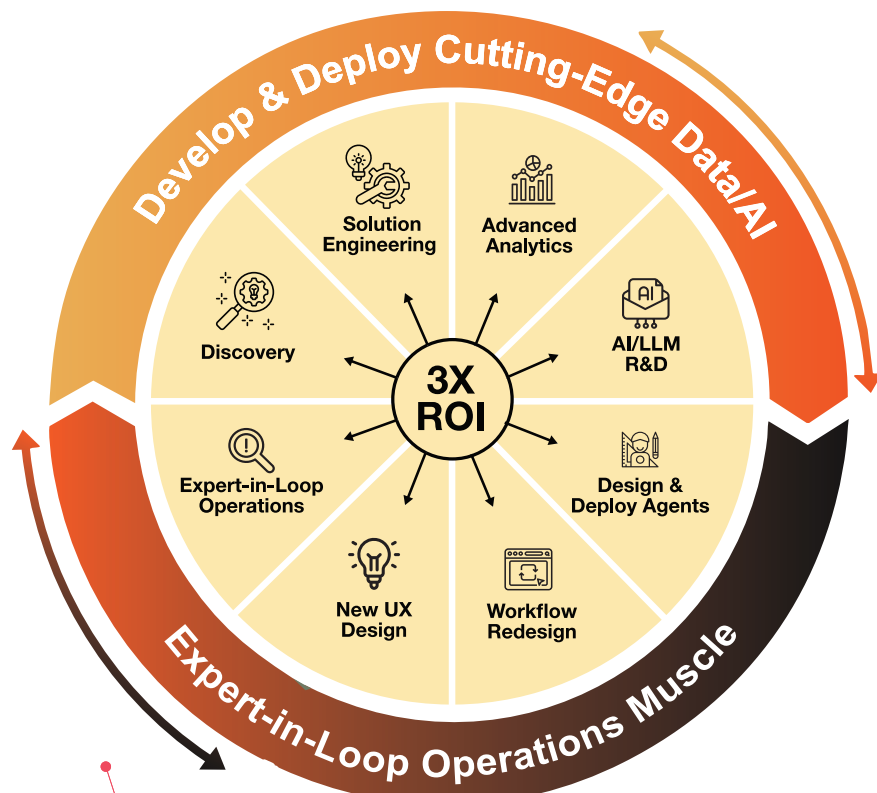 Develop & Deploy Cutting-Edge Data/AI
Solution
Engineering
Advanced
Analytics
Discovery
AI
AI/LLM
R&D
3X
ROI
Expert-in-Loop
Operations
Design &
Deploy Agents
New UX
Design
Workflow
Redesign
Expert-in-Loop Operations Muscle